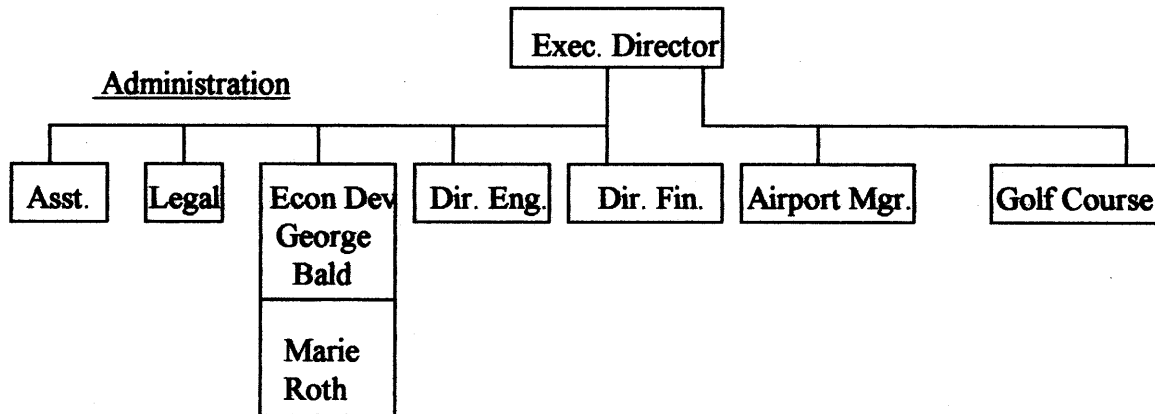 Exec. Director
Administration
Asst.
Legal
Econ Dev
George
Bald
Dir. Eng.
Dir. Fin.
Airport Mgr.
Golf Course
Marie
Roth